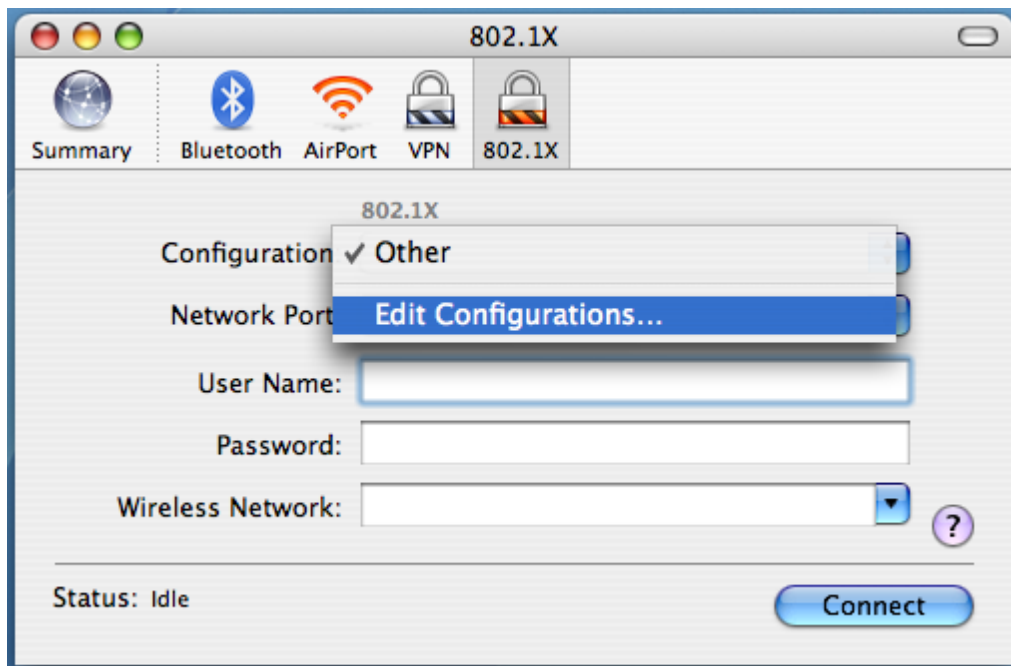 802.1X
Summary Bluetooth AirPort VPN 802.1X
802.1X
Configuration ✓ Other
Network Port Edit Configurations...
User Name:
Password:
Wireless Network:
?
Status: Idle
Connect